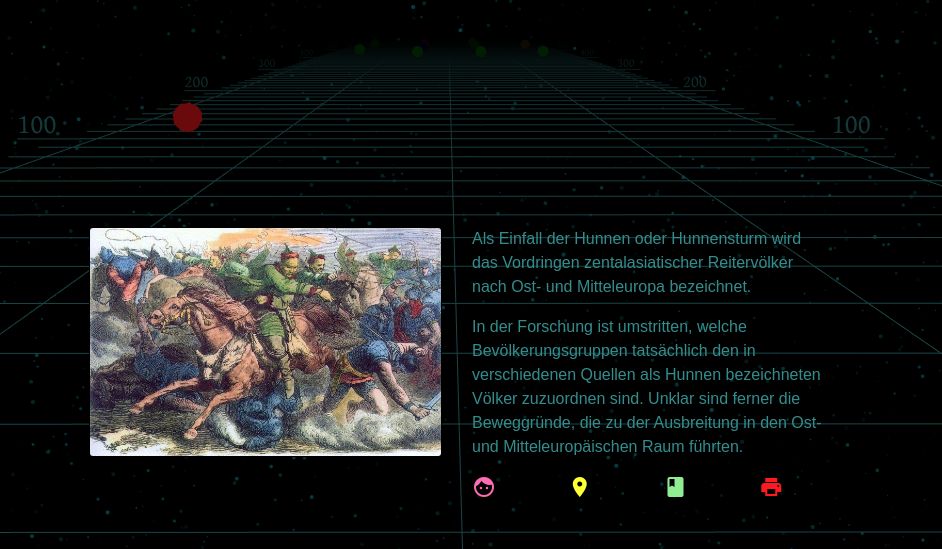 200 200
100 100
Als Einfall der Hunnen oder Hunnensturm wird
das Vordringen zentalasiatischer Reitervölker
nach Ost- und Mitteleuropa bezeichnet.
In der Forschung ist umstritten, welche
Bevölkerungsgruppen tatsächlich den in
verschiedenen Quellen als Hunnen bezeichneten
Völker zuzuordnen sind. Unklar sind ferner die
Beweggründe, die zu der Ausbreitung in den Ost-
und Mitteleuropäischen Raum führten.